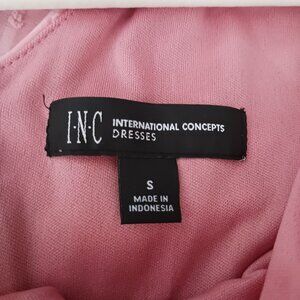 I·N·C INTERNATIONAL CONCEPTS
DRESSES
S
MADE IN
INDONESIA